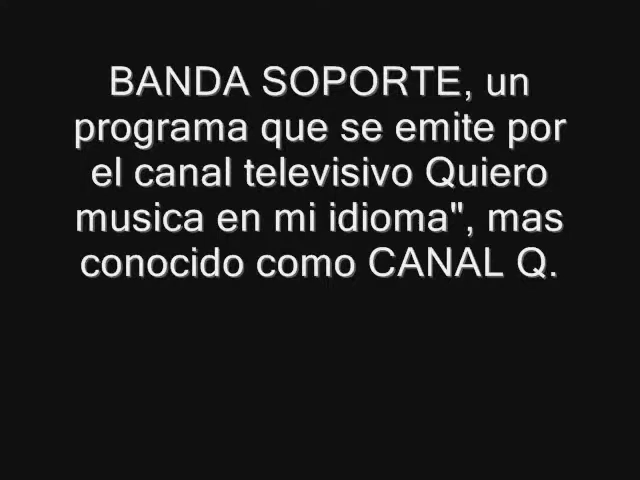 BANDA SOPORTE, un
programa que se emite por
el canal televisivo Quiero
musica en mi idioma", mas
conocido como CANAL Q.